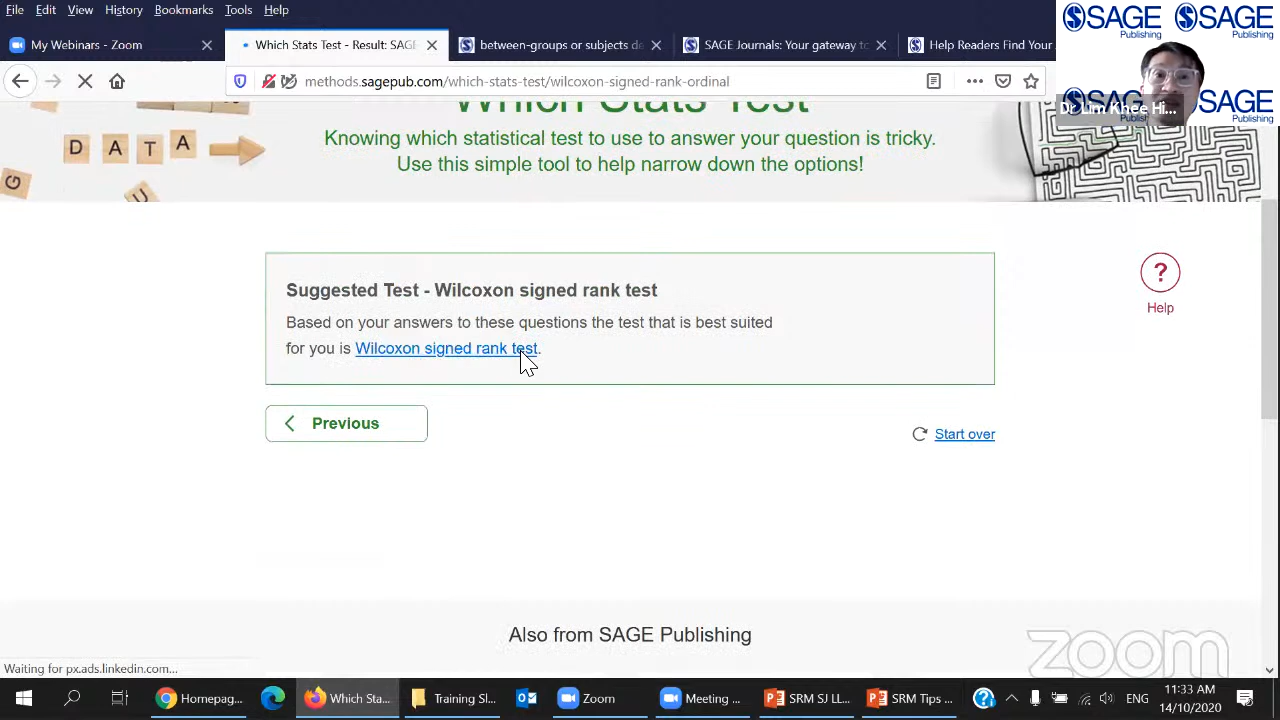 File Edit View History Bookmarks Tools Help
My Webinars - Zoom
Which Stats Test - Result: SAG
between-groups or subjects de
SAGE Journals: Your gateway to
Help Readers Find Your
methods.sagepub.com/which-stats-test/wilcoxon-signed-rank-ordinal
SAGE Publishing
SAGE Publishing
SAGE Publishing
SAGE Publishing
Dr Lim Khee Hi...
Which Stats Test
D A T A
G
U
Knowing which statistical test to use to answer your question is tricky.
Use this simple tool to help narrow down the options!
Suggested Test - Wilcoxon signed rank test
Based on your answers to these questions the test that is best suited
for you is Wilcoxon signed rank test.
?
Help
Previous
Start over
Also from SAGE Publishing
zoom
Waiting for px.ads.linkedin.com...
Homepag...
Which Sta...
Training Sl...
Zoom
Meeting ...
SRM SJ LL...
SRM Tips ...
ENG
11:33 AM
14/10/2020